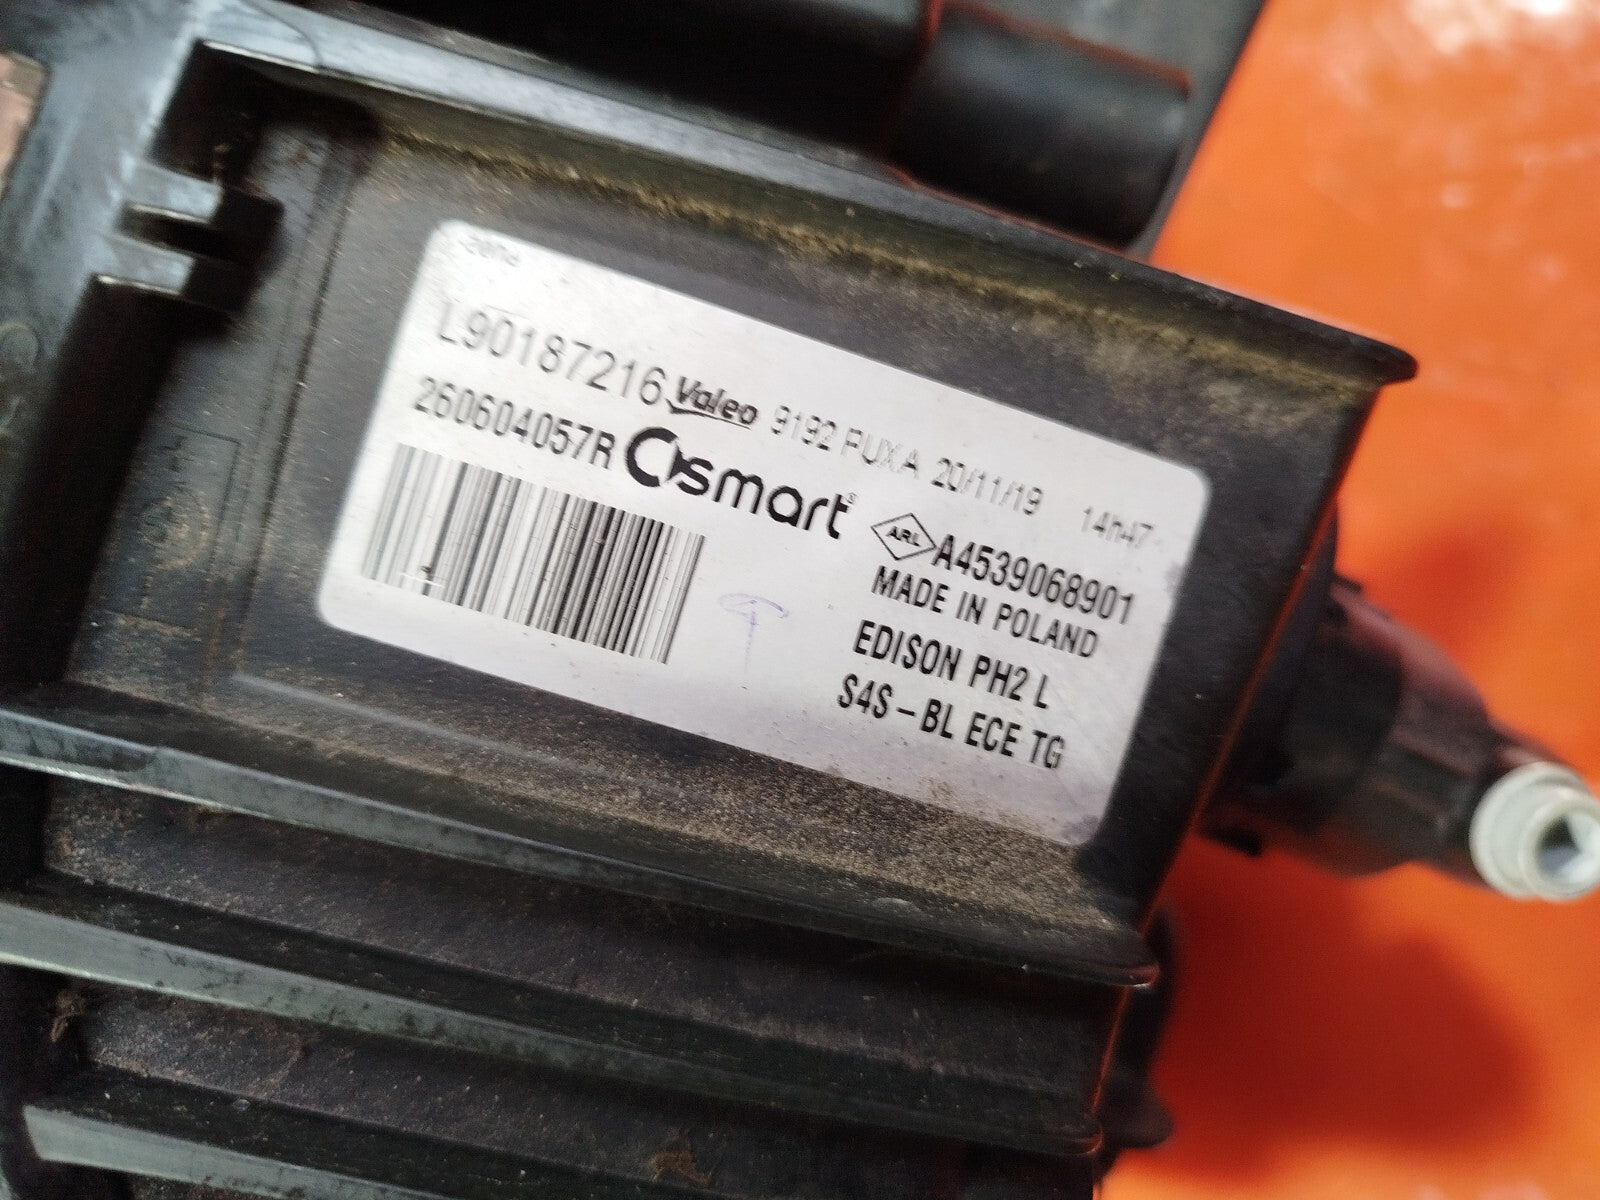 L90187216 Valeo 9192 PUXA 20/11/19 14h47
260604057R smart ARL A4539068901
MADE IN POLAND
EDISON PH2 L
S4S-BL ECE TG